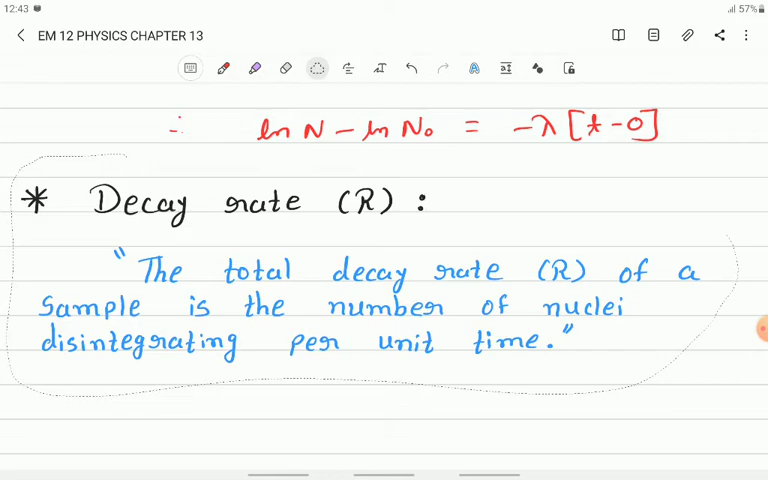 12:43
57%
EM 12 PHYSICS CHAPTER 13
∴ ln N − ln N₀ = −λ [t − 0]
* Decay rate (R) :
"The total decay rate (R) of a
sample is the number of nuclei
disintegrating per unit time."